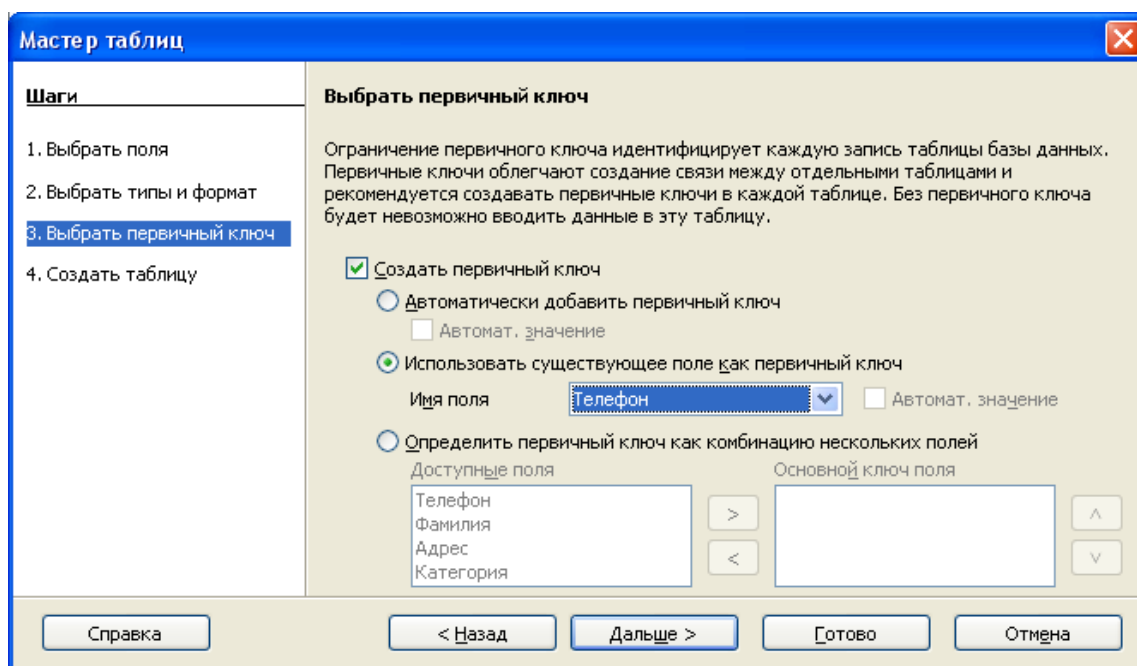 Мастер таблиц
Шаги
1. Выбрать поля
2. Выбрать типы и формат
3. Выбрать первичный ключ
4. Создать таблицу
Выбрать первичный ключ
Ограничение первичного ключа идентифицирует каждую запись таблицы базы данных.
Первичные ключи облегчают создание связи между отдельными таблицами и
рекомендуется создавать первичные ключи в каждой таблице. Без первичного ключа
будет невозможно вводить данные в эту таблицу.
Создать первичный ключ
Автоматически добавить первичный ключ
Автомат. значение
Использовать существующее поле как первичный ключ
Имя поля Телефон Автомат. значение
Определить первичный ключ как комбинацию нескольких полей
Доступные поля Основной ключ поля
Телефон
Фамилия
Адрес
Категория
>
<
^
v
Справка < Назад Дальше > Готово Отмена